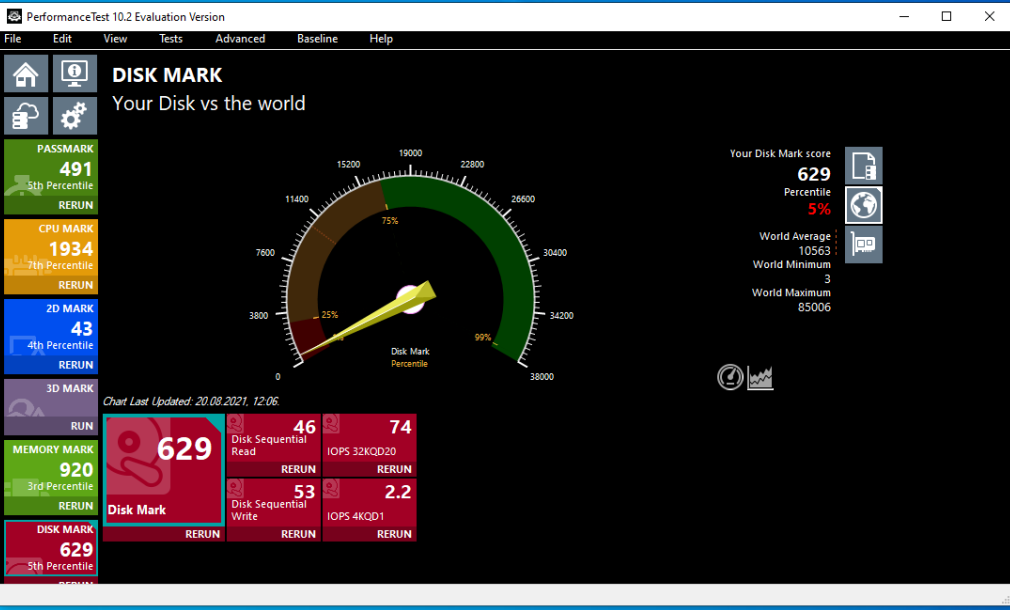 PerformanceTest 10.2 Evaluation Version
File Edit View Tests Advanced Baseline Help
DISK MARK
Your Disk vs the world
PASSMARK
491
5th Percentile
RERUN
CPU MARK
1934
7th Percentile
RERUN
2D MARK
43
4th Percentile
RERUN
3D MARK
RUN
MEMORY MARK
920
3rd Percentile
RERUN
DISK MARK
629
5th Percentile
RERUN
0
3800
7600
11400
15200
19000
22800
26600
30400
34200
38000
25%
75%
99%
Disk Mark
Percentile
Your Disk Mark score
629
Percentile
5%
World Average
10563
World Minimum
3
World Maximum
85006
Chart Last Updated: 20.08.2021, 12:06.
629
Disk Mark
RERUN
46
Disk Sequential
Read
RERUN
74
IOPS 32KQD20
RERUN
53
Disk Sequential
Write
RERUN
2.2
IOPS 4KQD1
RERUN